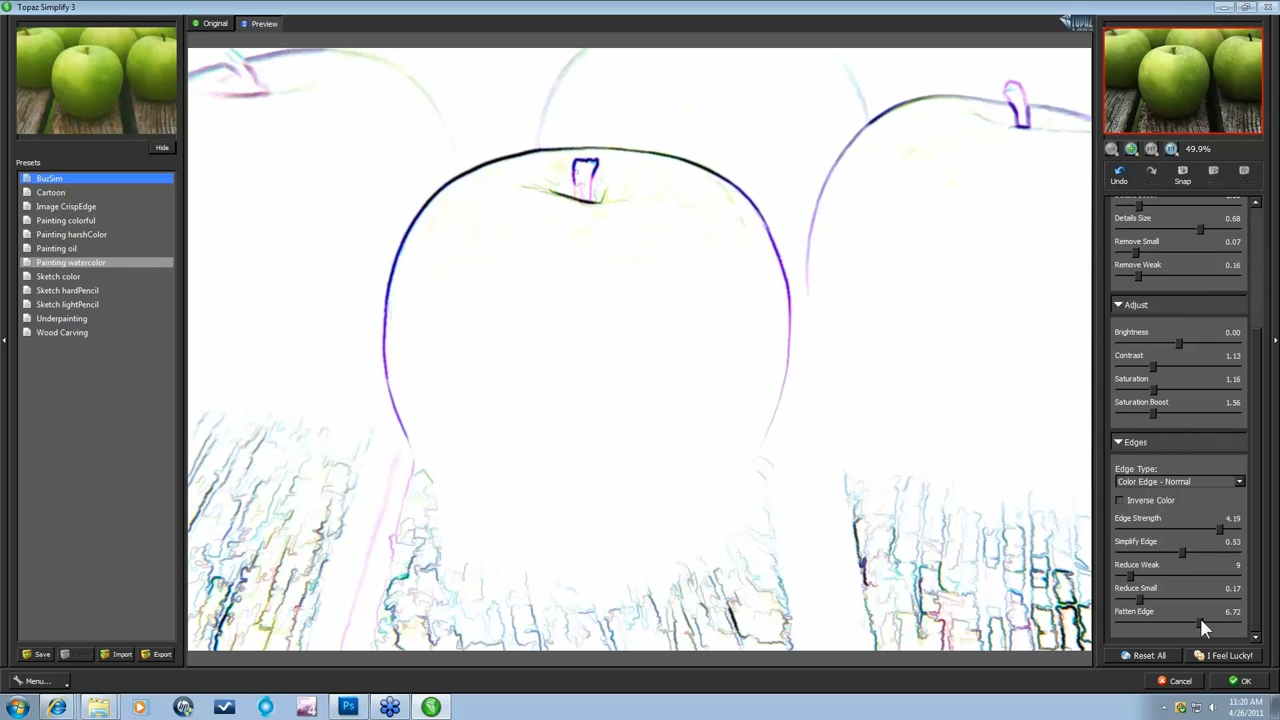 Topaz Simplify 3
Original
Preview
TOPAZ
LABS
Hide
49.9%
Presets
BuzSim
Cartoon
Image CrispEdge
Painting colorful
Painting harshColor
Painting oil
Painting watercolor
Sketch color
Sketch hardPencil
Sketch lightPencil
Underpainting
Wood Carving
Undo
Snap
Details Size 0.68
Remove Small 0.07
Remove Weak 0.16
Adjust
Brightness 0.00
Contrast 1.13
Saturation 1.16
Saturation Boost 1.56
Edges
Edge Type:
Color Edge - Normal
Inverse Color
Edge Strength 4.19
Simplify Edge 0.53
Reduce Weak 9
Reduce Small 0.17
Fatten Edge 6.72
Save
Import
Export
Reset All
I Feel Lucky!
Menu...
Cancel
OK
Ps
11:20 AM
4/26/2011